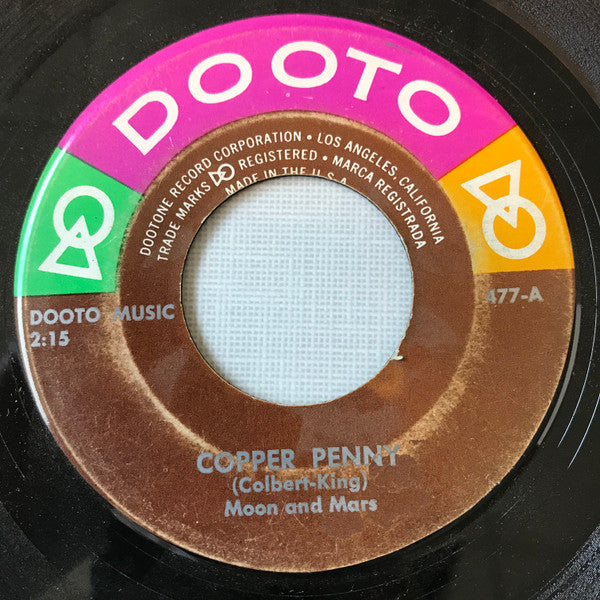 DOOTO
DOOTONE RECORD CORPORATION • LOS ANGELES, CALIFORNIA
TRADE MARKS REGISTERED • MARCA REGISTRADA
MADE IN THE U.S.A.
DOOTO MUSIC
2:15
477-A
COPPER PENNY
(Colbert-King)
Moon and Mars